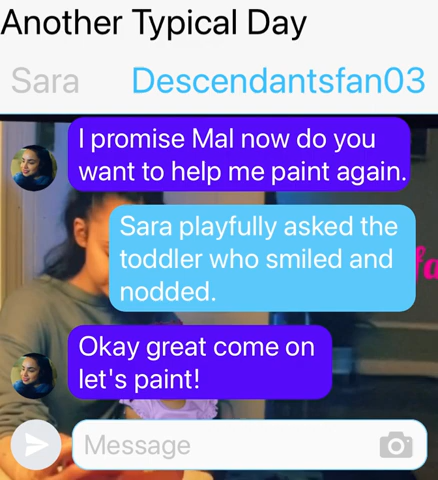 Another Typical Day
Sara Descendantsfan03
I promise Mal now do you
want to help me paint again.
Sara playfully asked the
toddler who smiled and
nodded.
Okay great come on
let's paint!
Message